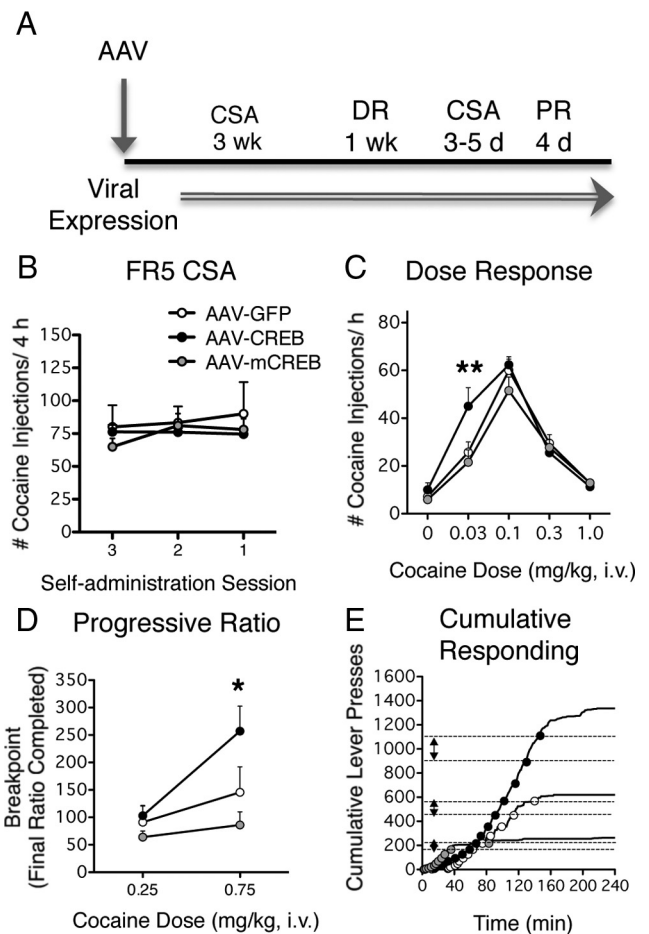 A
AAV
CSA
3 wk
DR
1 wk
CSA
3-5 d
PR
4 d
Viral
Expression
B
FR5 CSA
AAV-GFP
AAV-CREB
AAV-mCREB
# Cocaine Injections/ 4 h
150
125
100
75
50
25
0
3 2 1
Self-administration Session
C
Dose Response
**
# Cocaine Injections/ h
80
60
40
20
0
0 0.03 0.1 0.3 1.0
Cocaine Dose (mg/kg, i.v.)
D
Progressive Ratio
*
Breakpoint
(Final Ratio Completed)
350
300
250
200
150
100
50
0
0.25 0.75
Cocaine Dose (mg/kg, i.v.)
E
Cumulative
Responding
Cumulative Lever Presses
1600
1400
1200
1000
800
600
400
200
0
0 40 80 120 160 200 240
Time (min)